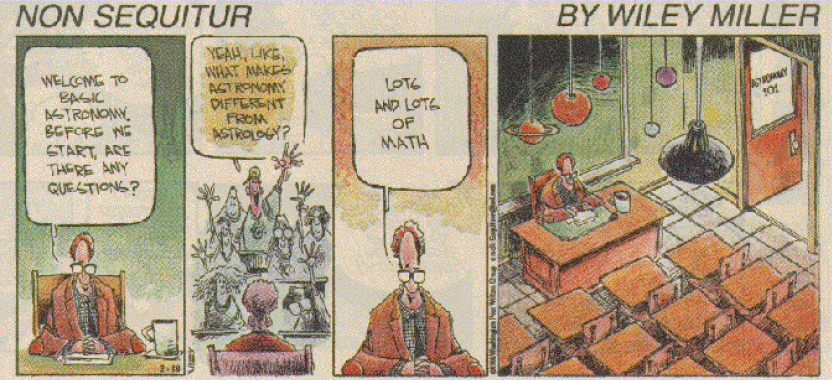 NON SEQUITUR
BY WILEY MILLER
WELCOME TO
BASIC
ASTRONOMY.
BEFORE WE
START, ARE
THERE ANY
QUESTIONS?
YEAH, LIKE,
WHAT MAKES
ASTRONOMY
DIFFERENT
FROM
ASTROLOGY?
LOTS
AND LOTS
OF
MATH
ASTRONOMY
101